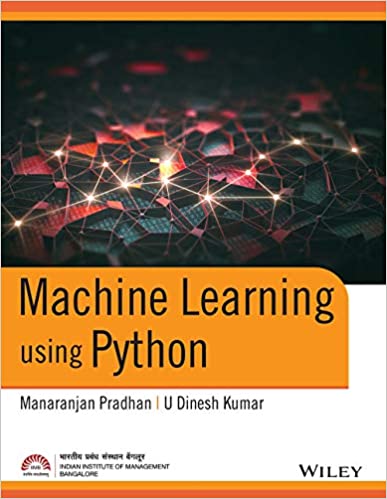 Machine Learning
using Python
Manaranjan Pradhan | U Dinesh Kumar
भारतीय प्रबंध संस्थान बेंगलूर
INDIAN INSTITUTE OF MANAGEMENT
BANGALORE
WILEY